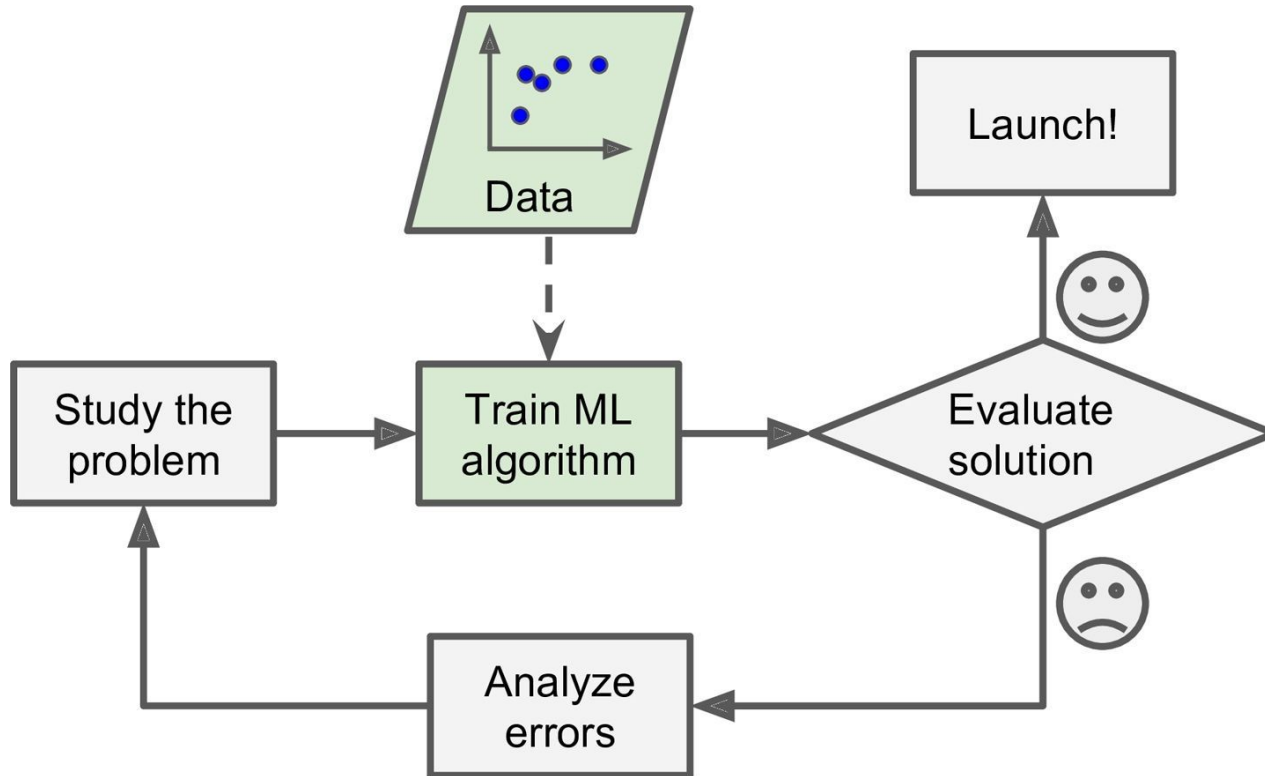 Data
Launch!
Study the
problem
Train ML
algorithm
Evaluate
solution
Analyze
errors